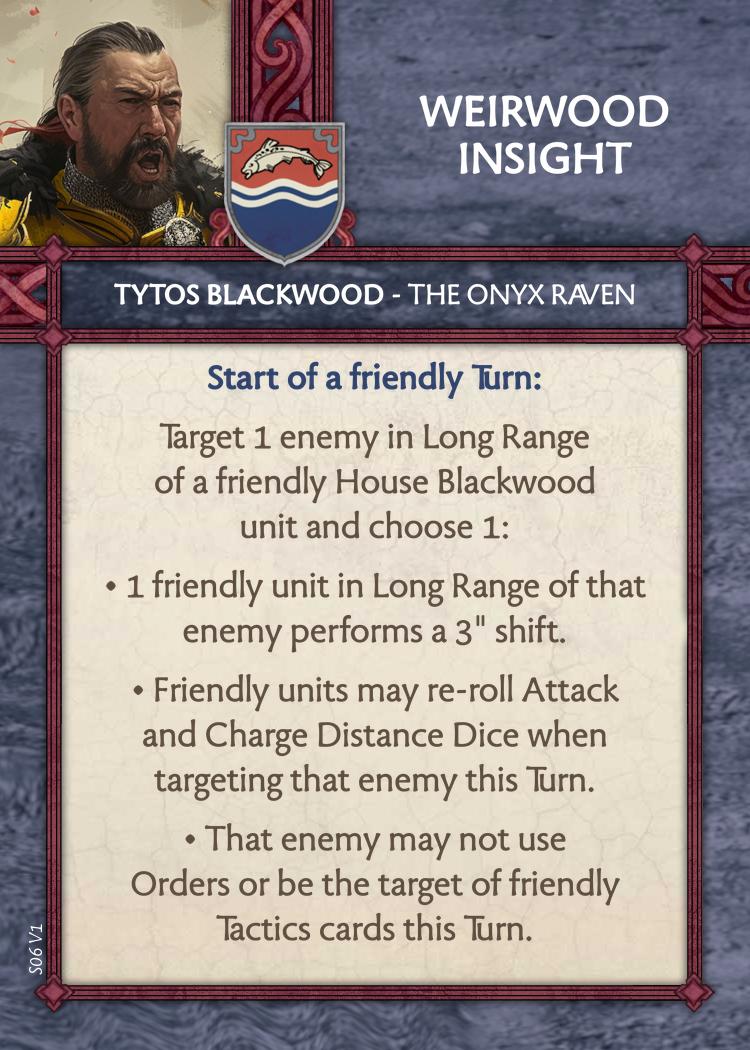 WEIRWOOD
INSIGHT
TYTOS BLACKWOOD - THE ONYX RAVEN
Start of a friendly Turn:
Target 1 enemy in Long Range
of a friendly House Blackwood
unit and choose 1:
• 1 friendly unit in Long Range of that
enemy performs a 3" shift.
• Friendly units may re-roll Attack
and Charge Distance Dice when
targeting that enemy this Turn.
• That enemy may not use
Orders or be the target of friendly
Tactics cards this Turn.
S06 V1